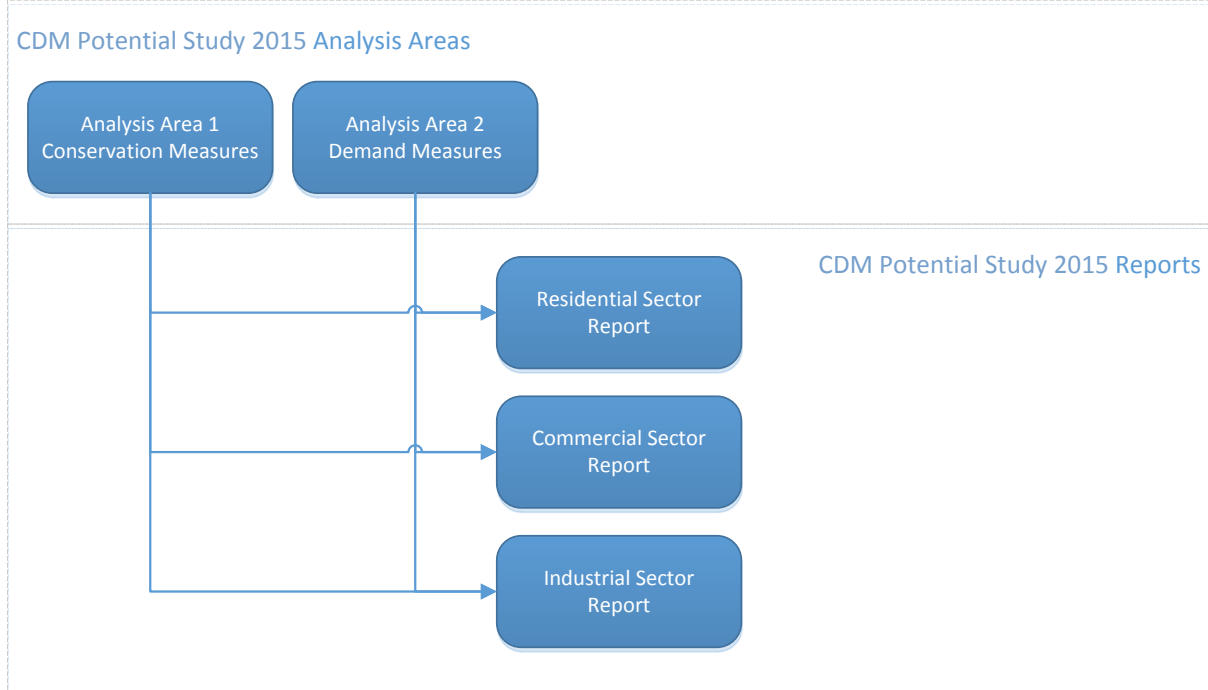 CDM Potential Study 2015 Analysis Areas
Analysis Area 1
Conservation Measures
Analysis Area 2
Demand Measures
CDM Potential Study 2015 Reports
Residential Sector
Report
Commercial Sector
Report
Industrial Sector
Report